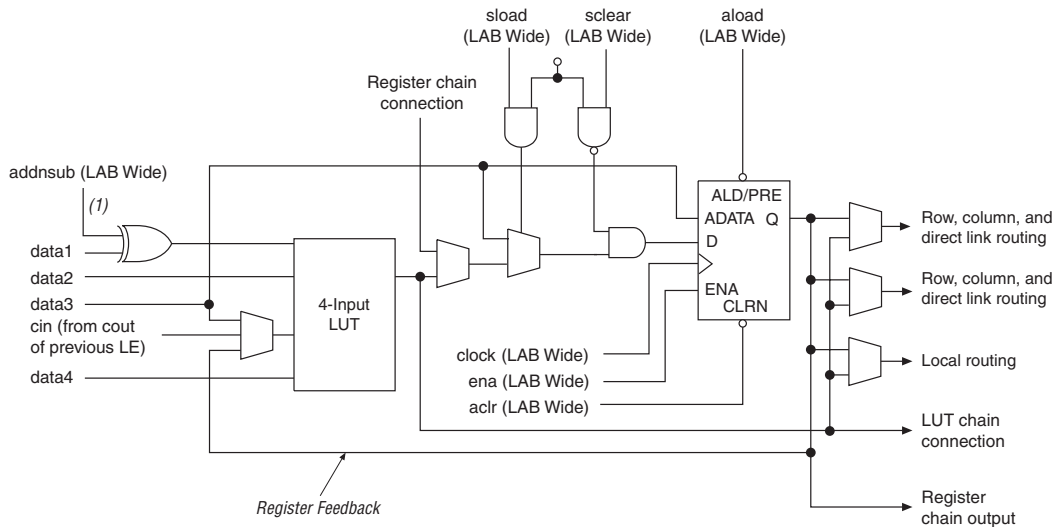 sload
(LAB Wide)
sclear
(LAB Wide)
aload
(LAB Wide)
Register chain
connection
addnsub (LAB Wide)
(1)
data1
data2
data3
cin (from cout
of previous LE)
data4
4-Input
LUT
ALD/PRE
ADATA Q
D
ENA
CLRN
clock (LAB Wide)
ena (LAB Wide)
aclr (LAB Wide)
Row, column, and
direct link routing
Row, column, and
direct link routing
Local routing
LUT chain
connection
Register
chain output
Register Feedback